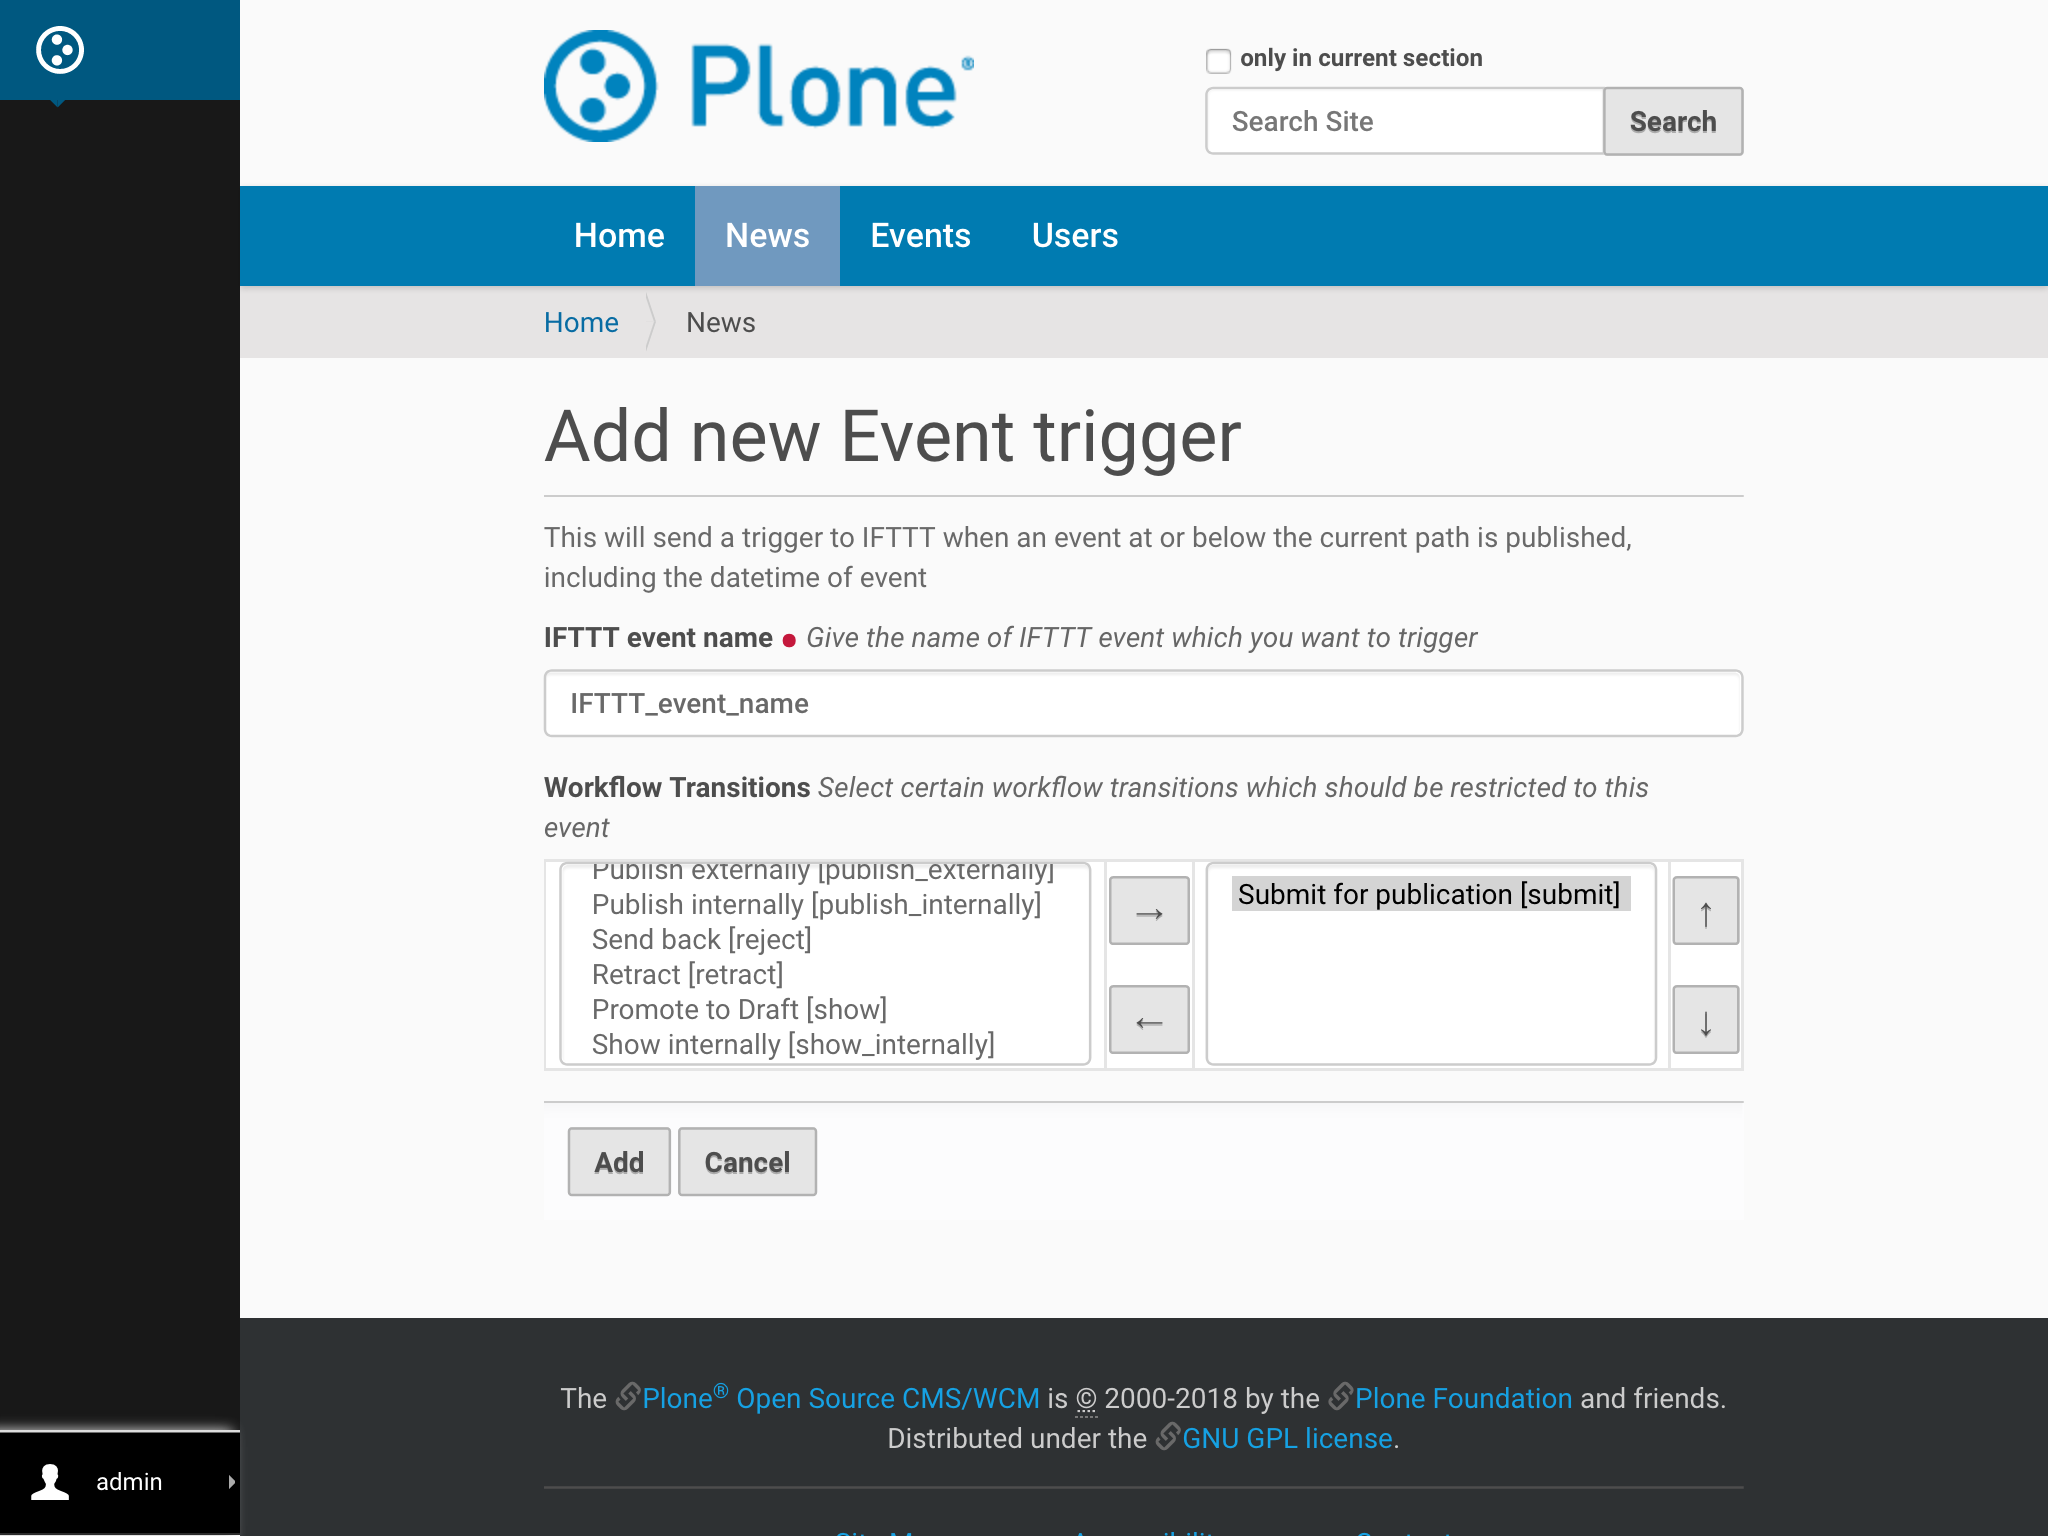 Plone®
only in current section
Search Site
Search
Home
News
Events
Users
Home
News
Add new Event trigger
This will send a trigger to IFTTT when an event at or below the current path is published,
including the datetime of event
IFTTT event name • Give the name of IFTTT event which you want to trigger
IFTTT_event_name
Workflow Transitions Select certain workflow transitions which should be restricted to this
event
Publish externally [publish_externally]
Publish internally [publish_internally]
Send back [reject]
Retract [retract]
Promote to Draft [show]
Show internally [show_internally]
→
←
Submit for publication [submit]
↑
↓
Add
Cancel
The Plone® Open Source CMS/WCM is © 2000-2018 by the Plone Foundation and friends.
Distributed under the GNU GPL license.
admin